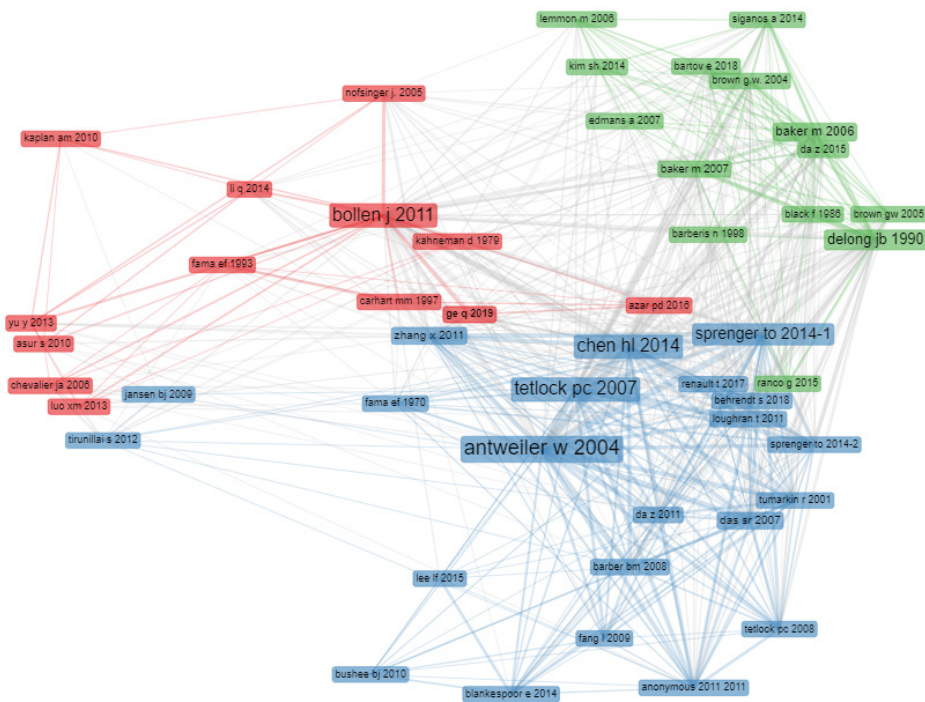 lemmon m 2006
siganos a 2014
kim sh 2014
bartov e 2018
brown g.w. 2004
nofsinger j. 2005
edmans a 2007
kaplan am 2010
baker m 2006
da z 2015
baker m 2007
li q 2014
bollen j 2011
black f 1986
brown gw 2005
barberis n 1998
kahneman d 1979
delong jb 1990
fama ef 1993
carhart mm 1997
azar pd 2016
ge q 2019
yu y 2013
zhang x 2011
sprenger to 2014-1
asur s 2010
chen hl 2014
chevalier ja 2006
jansen bj 2009
tetlock pc 2007
renault t 2017
ranco g 2015
luo xm 2013
fama ef 1970
behrendt s 2018
loughran t 2011
tirunillai s 2012
antweiler w 2004
sprenger to 2014-2
tumarkin r 2001
da z 2011
das sr 2007
barber bm 2008
lee lf 2015
tetlock pc 2008
fang l 2009
bushee bj 2010
blankespoor e 2014
anonymous 2011 2011